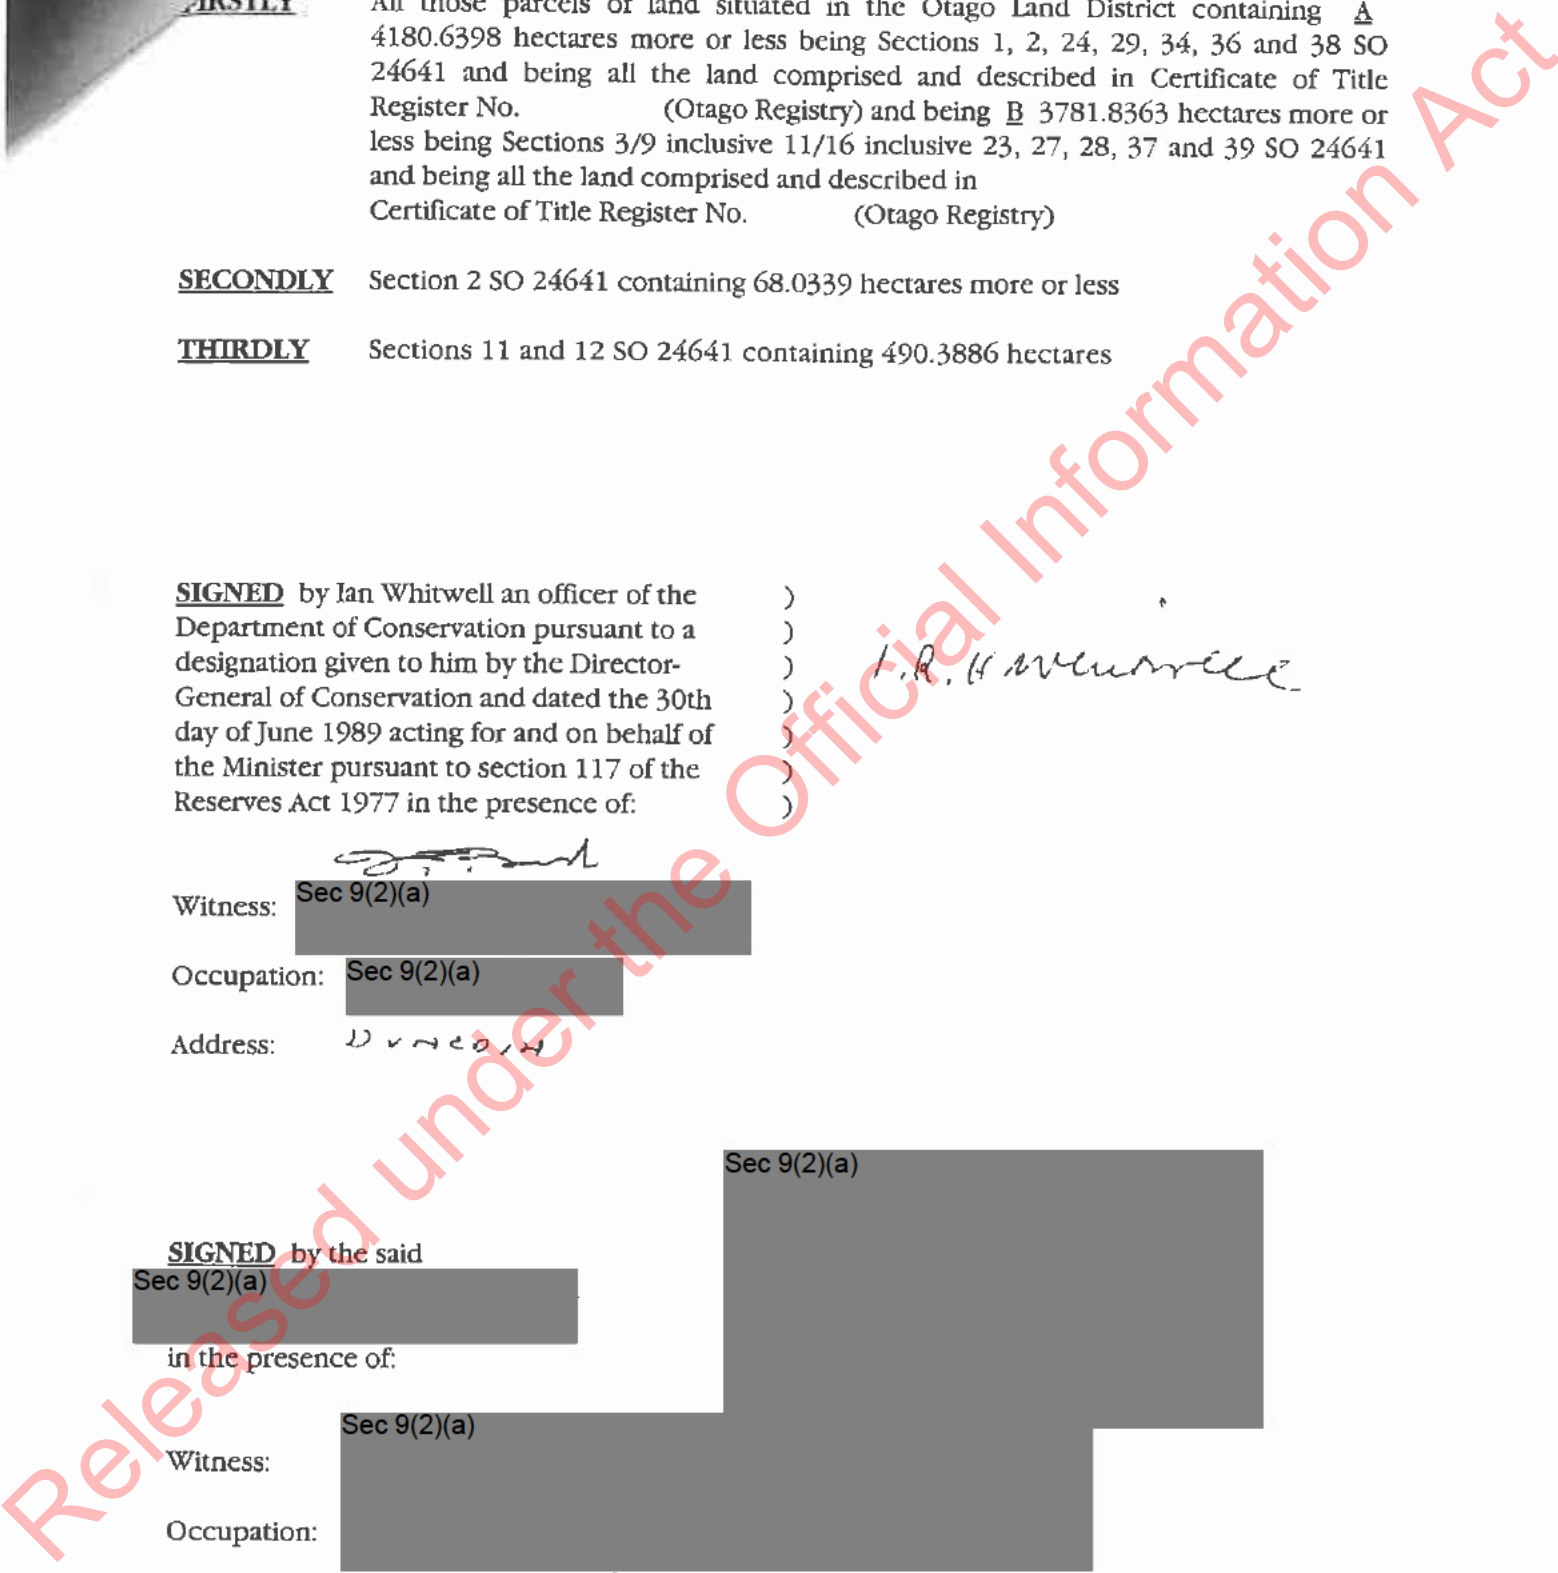 FIRSTLY All those parcels of land situated in the Otago Land District containing A
4180.6398 hectares more or less being Sections 1, 2, 24, 29, 34, 36 and 38 SO
24641 and being all the land comprised and described in Certificate of Title
Register No. (Otago Registry) and being B 3781.8363 hectares more or
less being Sections 3/9 inclusive 11/16 inclusive 23, 27, 28, 37 and 39 SO 24641
and being all the land comprised and described in
Certificate of Title Register No. (Otago Registry)
SECONDLY Section 2 SO 24641 containing 68.0339 hectares more or less
THIRDLY Sections 11 and 12 SO 24641 containing 490.3886 hectares
SIGNED by Ian Whitwell an officer of the )
Department of Conservation pursuant to a )
designation given to him by the Director- )
General of Conservation and dated the 30th )
day of June 1989 acting for and on behalf of )
the Minister pursuant to section 117 of the )
Reserves Act 1977 in the presence of: )
Witness: Sec 9(2)(a)
Occupation: Sec 9(2)(a)
Address: DUNEDIN
Sec 9(2)(a)
SIGNED by the said
Sec 9(2)(a)
in the presence of:
Sec 9(2)(a)
Witness:
Occupation:
Released under the Official Information Act